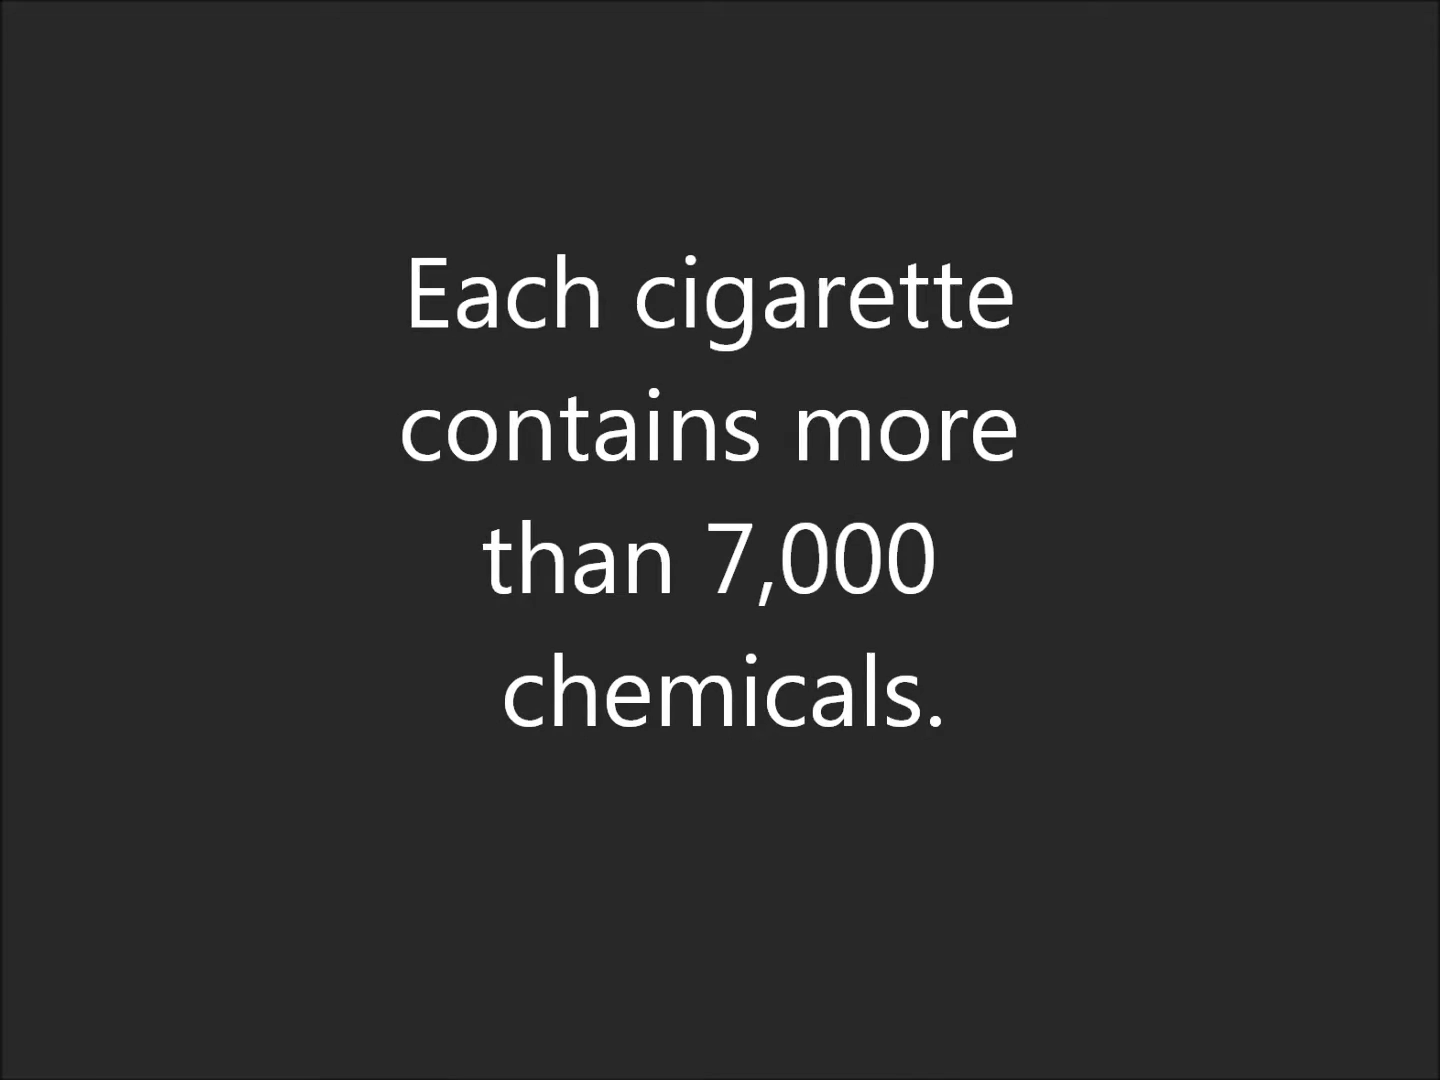 Each cigarette
contains more
than 7,000
chemicals.